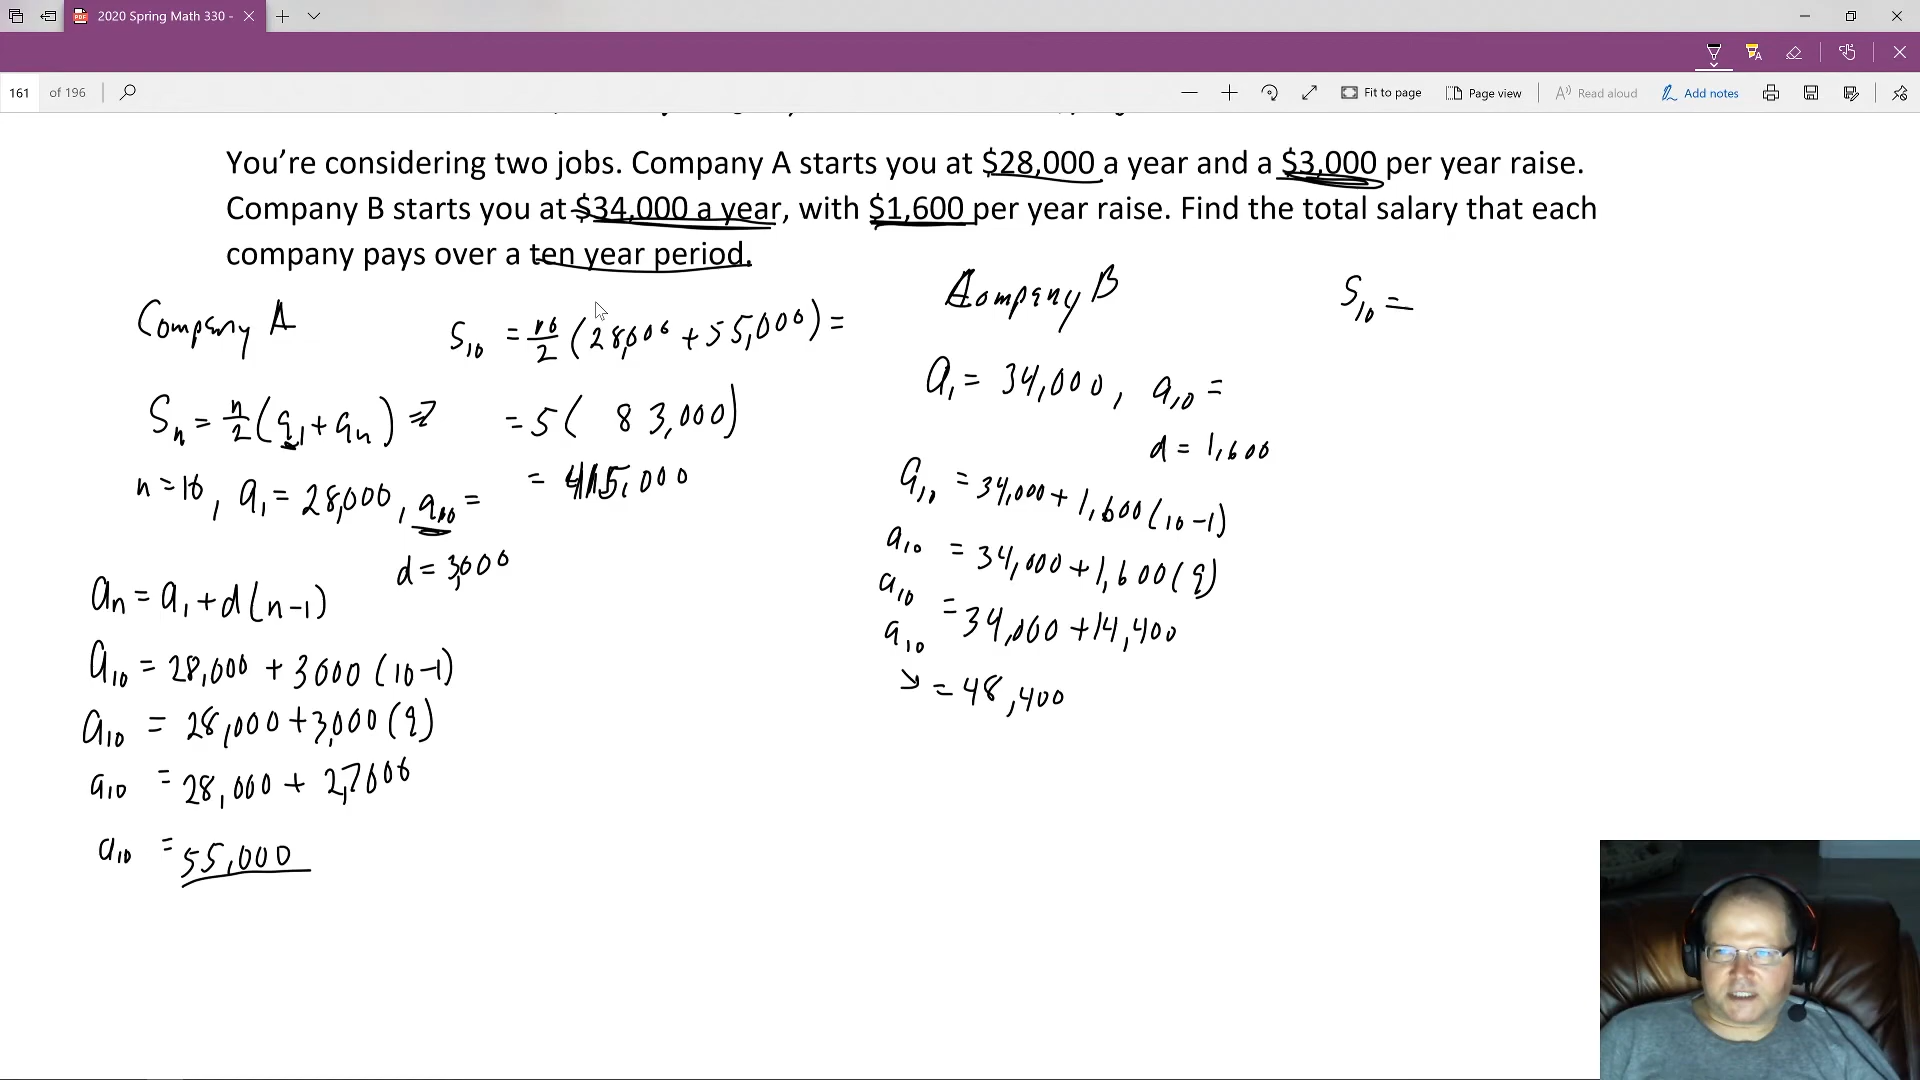 2020 Spring Math 330 -
161 of 196
Fit to page
Page view
Read aloud
Add notes
You’re considering two jobs. Company A starts you at $28,000 a year and a $3,000 per year raise.
Company B starts you at $34,000 a year, with $1,600 per year raise. Find the total salary that each
company pays over a ten year period.
Company A
S₁₀ = 10/2 (28,000 + 55,000) =
Sₙ = n/2 (a₁ + aₙ) =>
= 5( 83,000)
n = 10, a₁ = 28,000, a₁₀ =
= 415,000
d = 3,000
aₙ = a₁ + d(n-1)
a₁₀ = 28,000 + 3000 (10-1)
a₁₀ = 28,000 + 3,000 (9)
a₁₀ = 28,000 + 2,7000
a₁₀ = 55,000
Company B
a₁ = 34,000, a₁₀ =
d = 1,600
a₁₀ = 34,000 + 1,600 (10-1)
a₁₀ = 34,000 + 1,600 (9)
a₁₀ = 34,000 + 14,400
a₁₀
= 48,400
S₁₀ =